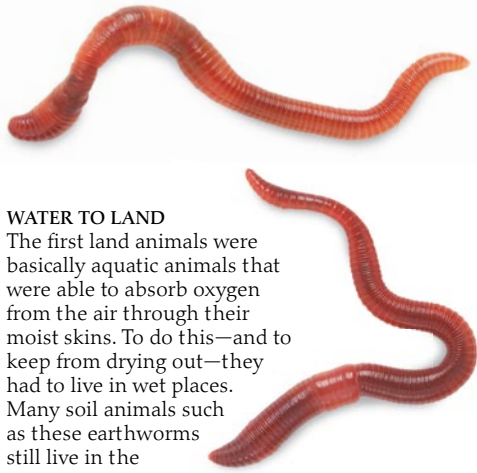 WATER TO LAND
The first land animals were
basically aquatic animals that
were able to absorb oxygen
from the air through their
moist skins. To do this—and to
keep from drying out—they
had to live in wet places.
Many soil animals such
as these earthworms
still live in the